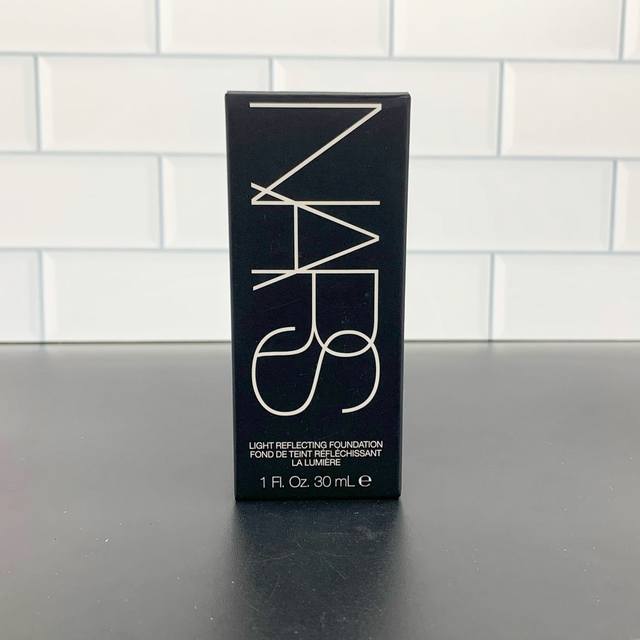 NARS
LIGHT REFLECTING FOUNDATION
FOND DE TEINT RÉFLÉCHISSANT
LA LUMIÈRE
1 Fl. Oz. 30 mL ℮